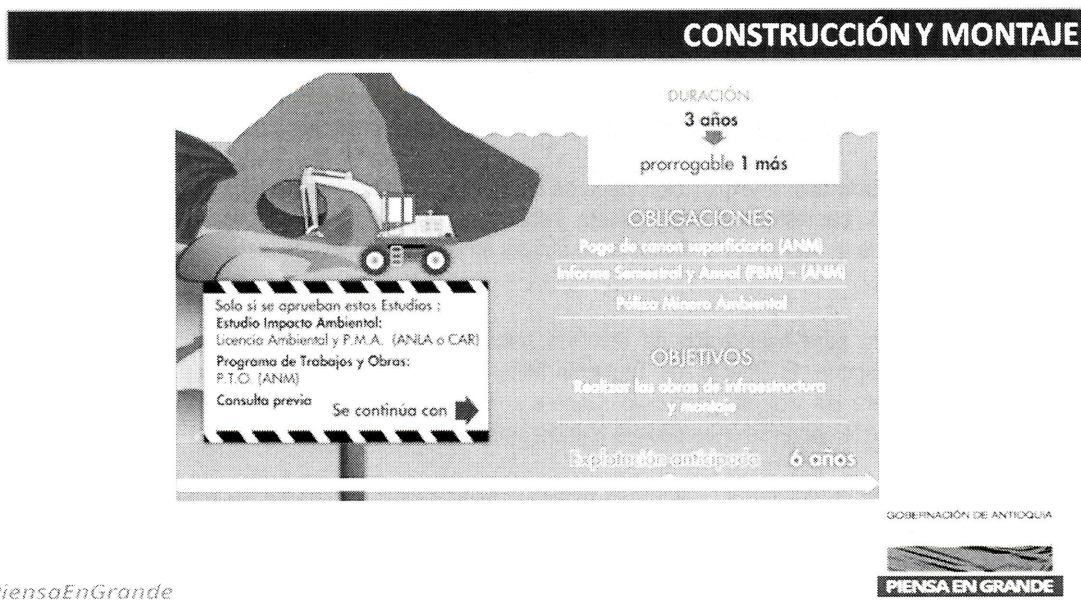 CONSTRUCCIÓN Y MONTAJE
DURACIÓN:
3 años
prorrogable 1 más
OBLIGACIONES
Pago de canon superficiario (ANM)
Informe Semestral y Anual (FBM) - (ANM)
Póliza Minero Ambiental
OBJETIVOS
Realizar las obras de infraestructura
y montaje
Explotación anticipada 6 años
Solo si se aprueban estos Estudios :
Estudio Impacto Ambiental:
Licencia Ambiental y P.M.A. (ANLA o CAR)
Programa de Trabajos y Obras:
P.T.O. (ANM)
Consulta previa
Se continúa con
GOBERNACIÓN DE ANTIOQUIA
PIENSA EN GRANDE
PiensaEnGrande